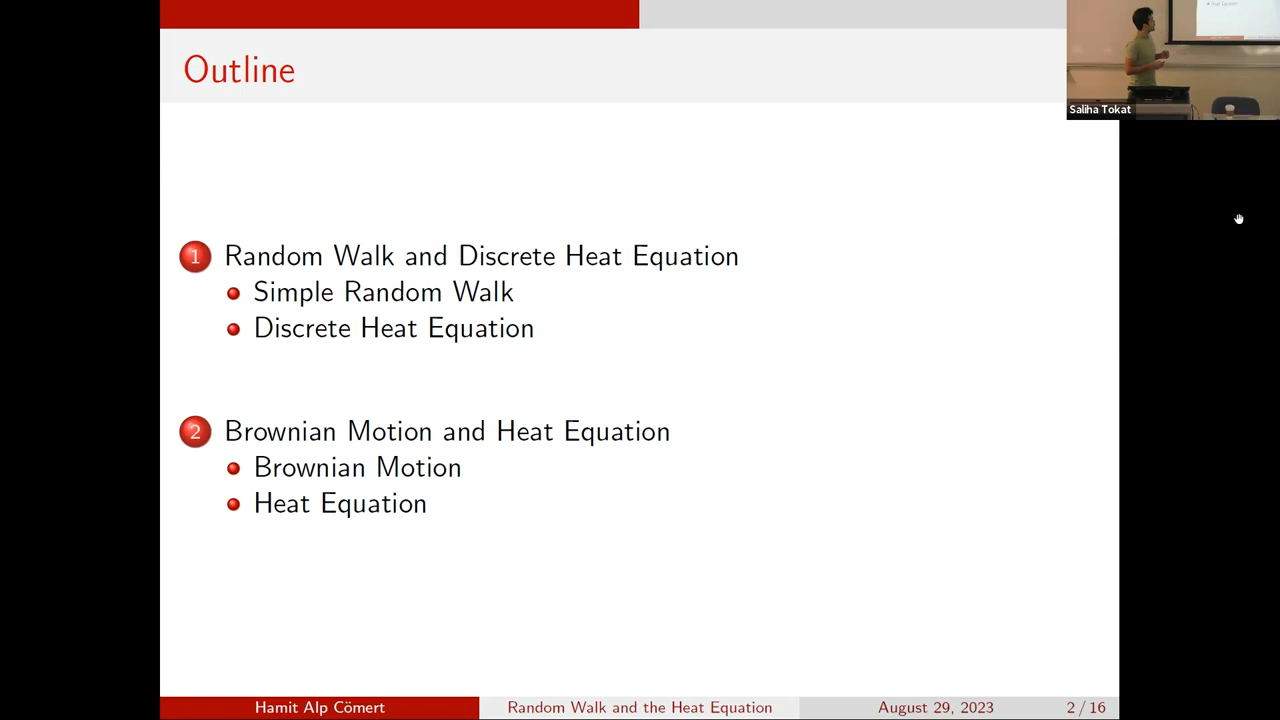 Outline
Saliha Tokat
1 Random Walk and Discrete Heat Equation
Simple Random Walk
Discrete Heat Equation
2 Brownian Motion and Heat Equation
Brownian Motion
Heat Equation
Hamit Alp Cömert Random Walk and the Heat Equation August 29, 2023 2 / 16